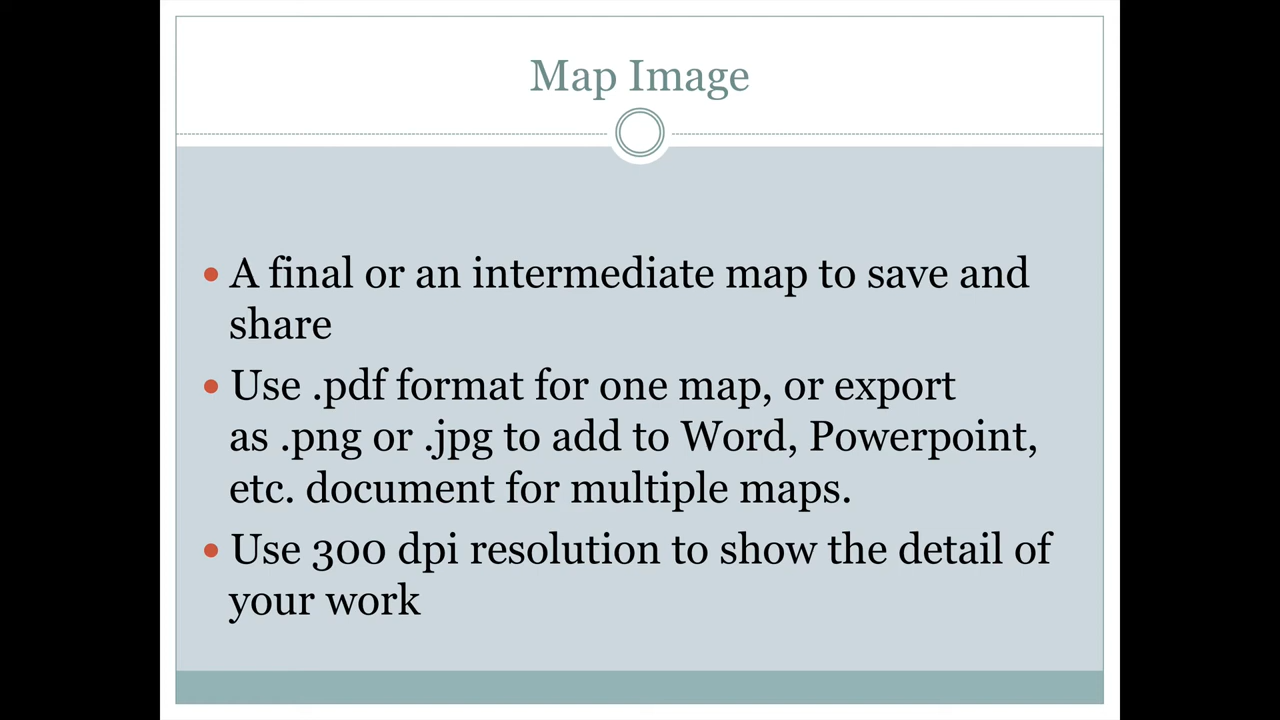 Map Image
• A final or an intermediate map to save and
share
• Use .pdf format for one map, or export
as .png or .jpg to add to Word, Powerpoint,
etc. document for multiple maps.
• Use 300 dpi resolution to show the detail of
your work